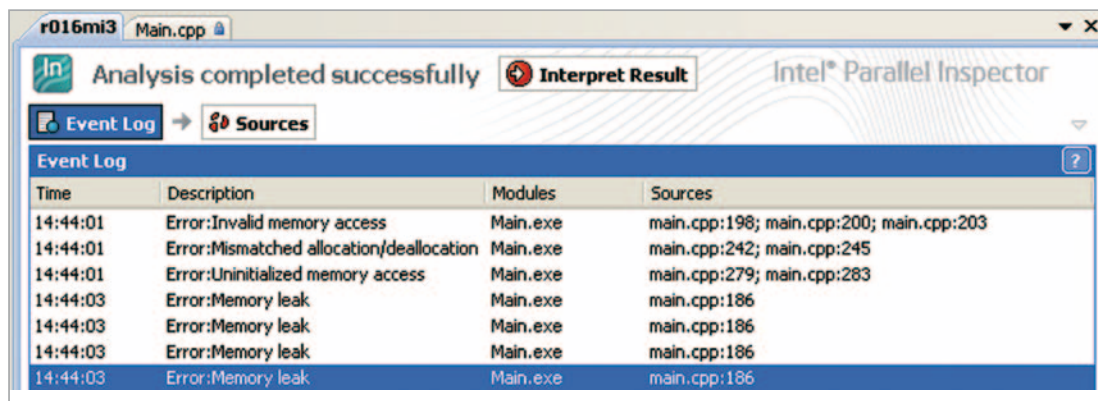 r016mi3 Main.cpp
Analysis completed successfully Interpret Result Intel® Parallel Inspector
Event Log Sources
Event Log ?
Time Description Modules Sources
14:44:01 Error:Invalid memory access Main.exe main.cpp:198; main.cpp:200; main.cpp:203
14:44:01 Error:Mismatched allocation/deallocation Main.exe main.cpp:242; main.cpp:245
14:44:01 Error:Uninitialized memory access Main.exe main.cpp:279; main.cpp:283
14:44:03 Error:Memory leak Main.exe main.cpp:186
14:44:03 Error:Memory leak Main.exe main.cpp:186
14:44:03 Error:Memory leak Main.exe main.cpp:186
14:44:03 Error:Memory leak Main.exe main.cpp:186